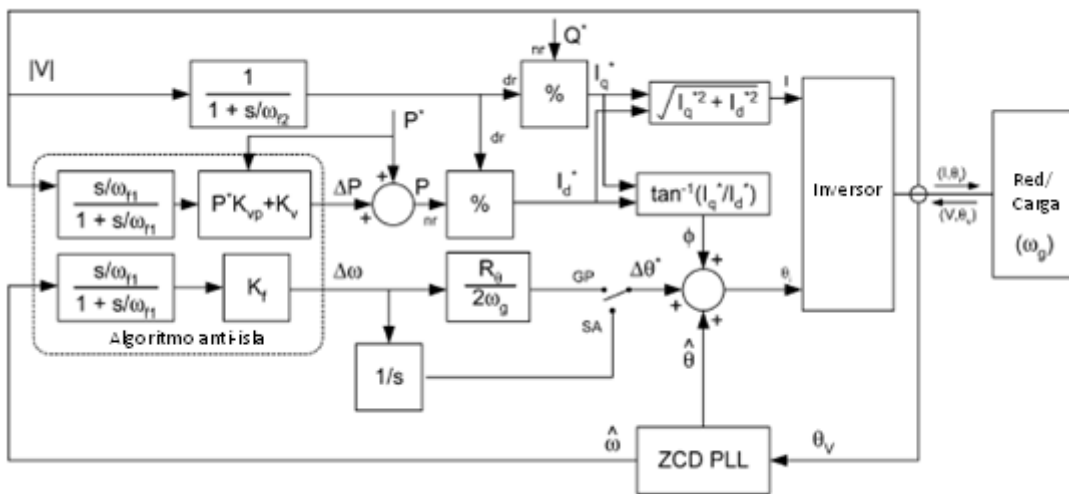 |V|
1
1 + s/ω_f2
Q*
nr
dr
%
I_q*
√I_q*² + I_d*²
I
P*
dr
s/ω_f1
1 + s/ω_f1
P*K_vp+K_v
ΔP
+
+
P
nr
%
I_d*
tan⁻¹(I_q*/I_d*)
Inversor
(I,θ_i)
(V,θ_v)
Red/
Carga
(ω_g)
ϕ
s/ω_f1
1 + s/ω_f1
K_f
Δω
R_θ
2ω_g
GP
SA
Δθ*
+
+
+
+
θ_i
Algoritmo anti-isla
1/s
θ̂
ω̂
ZCD PLL
θ_V